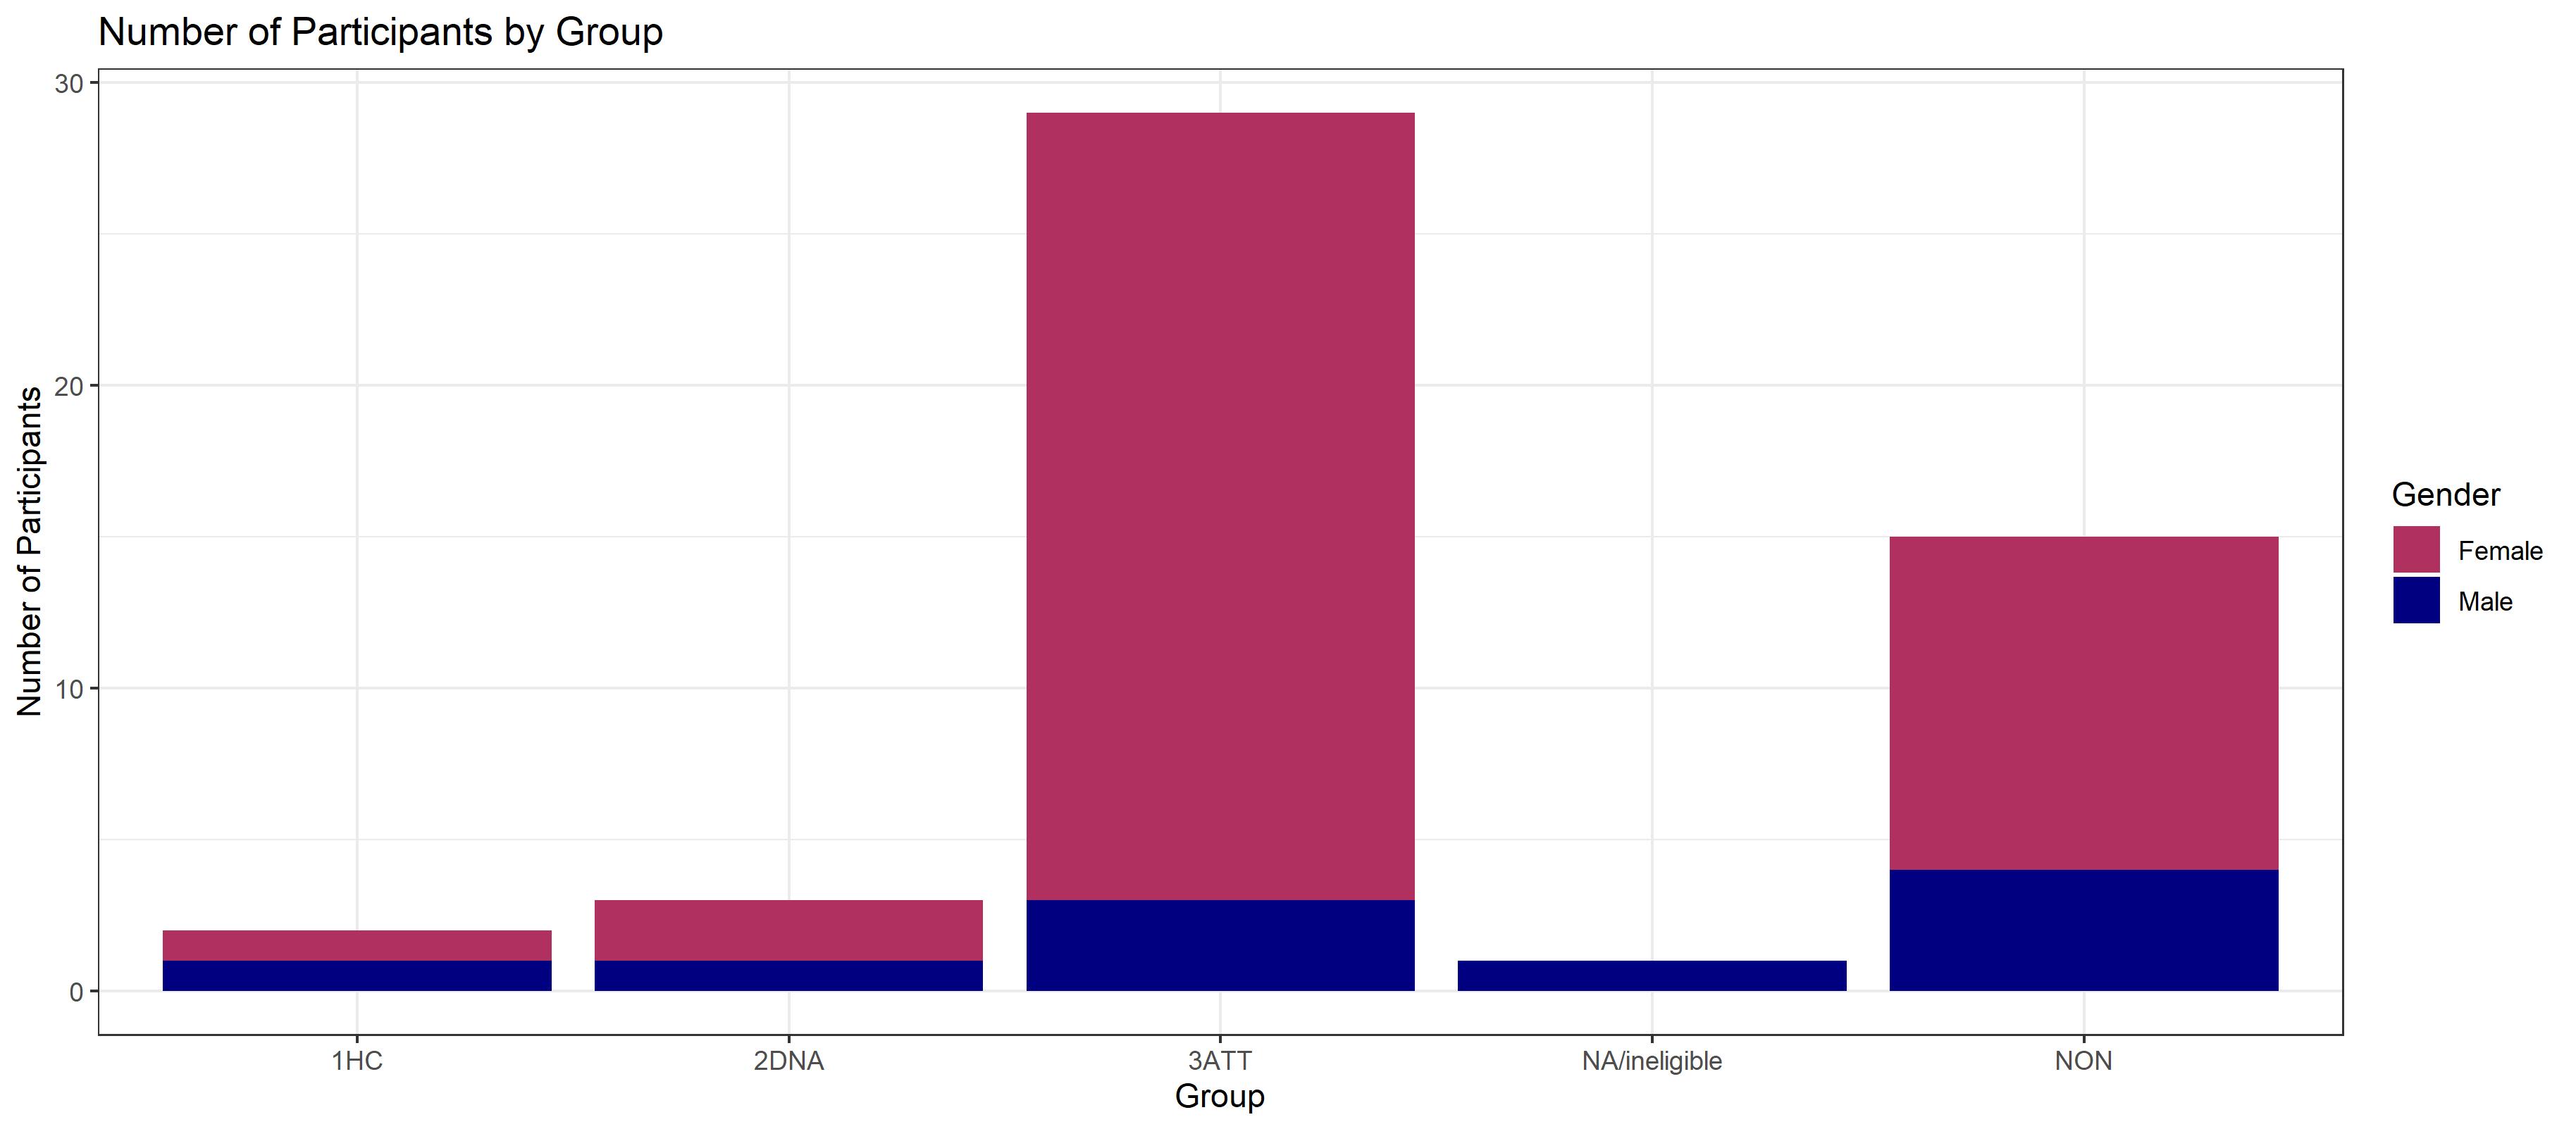 Number of Participants by Group
Number of Participants
30
20
10
0
1HC
2DNA
3ATT
NA/ineligible
NON
Group
Gender
Female
Male